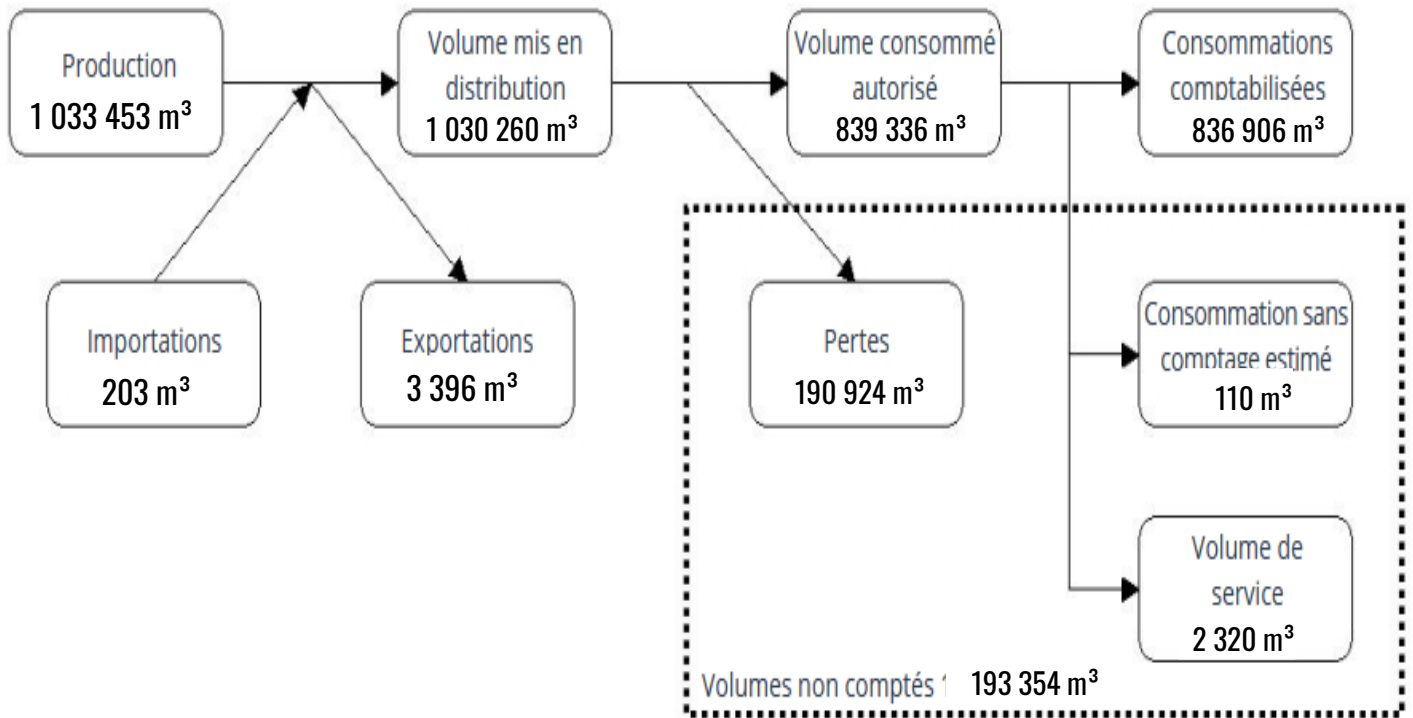 Production
1 033 453 m³
Volume mis en
distribution
1 030 260 m³
Volume consommé
autorisé
839 336 m³
Consommations
comptabilisées
836 906 m³
Importations
203 m³
Exportations
3 396 m³
Pertes
190 924 m³
Consommation sans
comptage estimé
110 m³
Volume de
service
2 320 m³
Volumes non comptés 193 354 m³